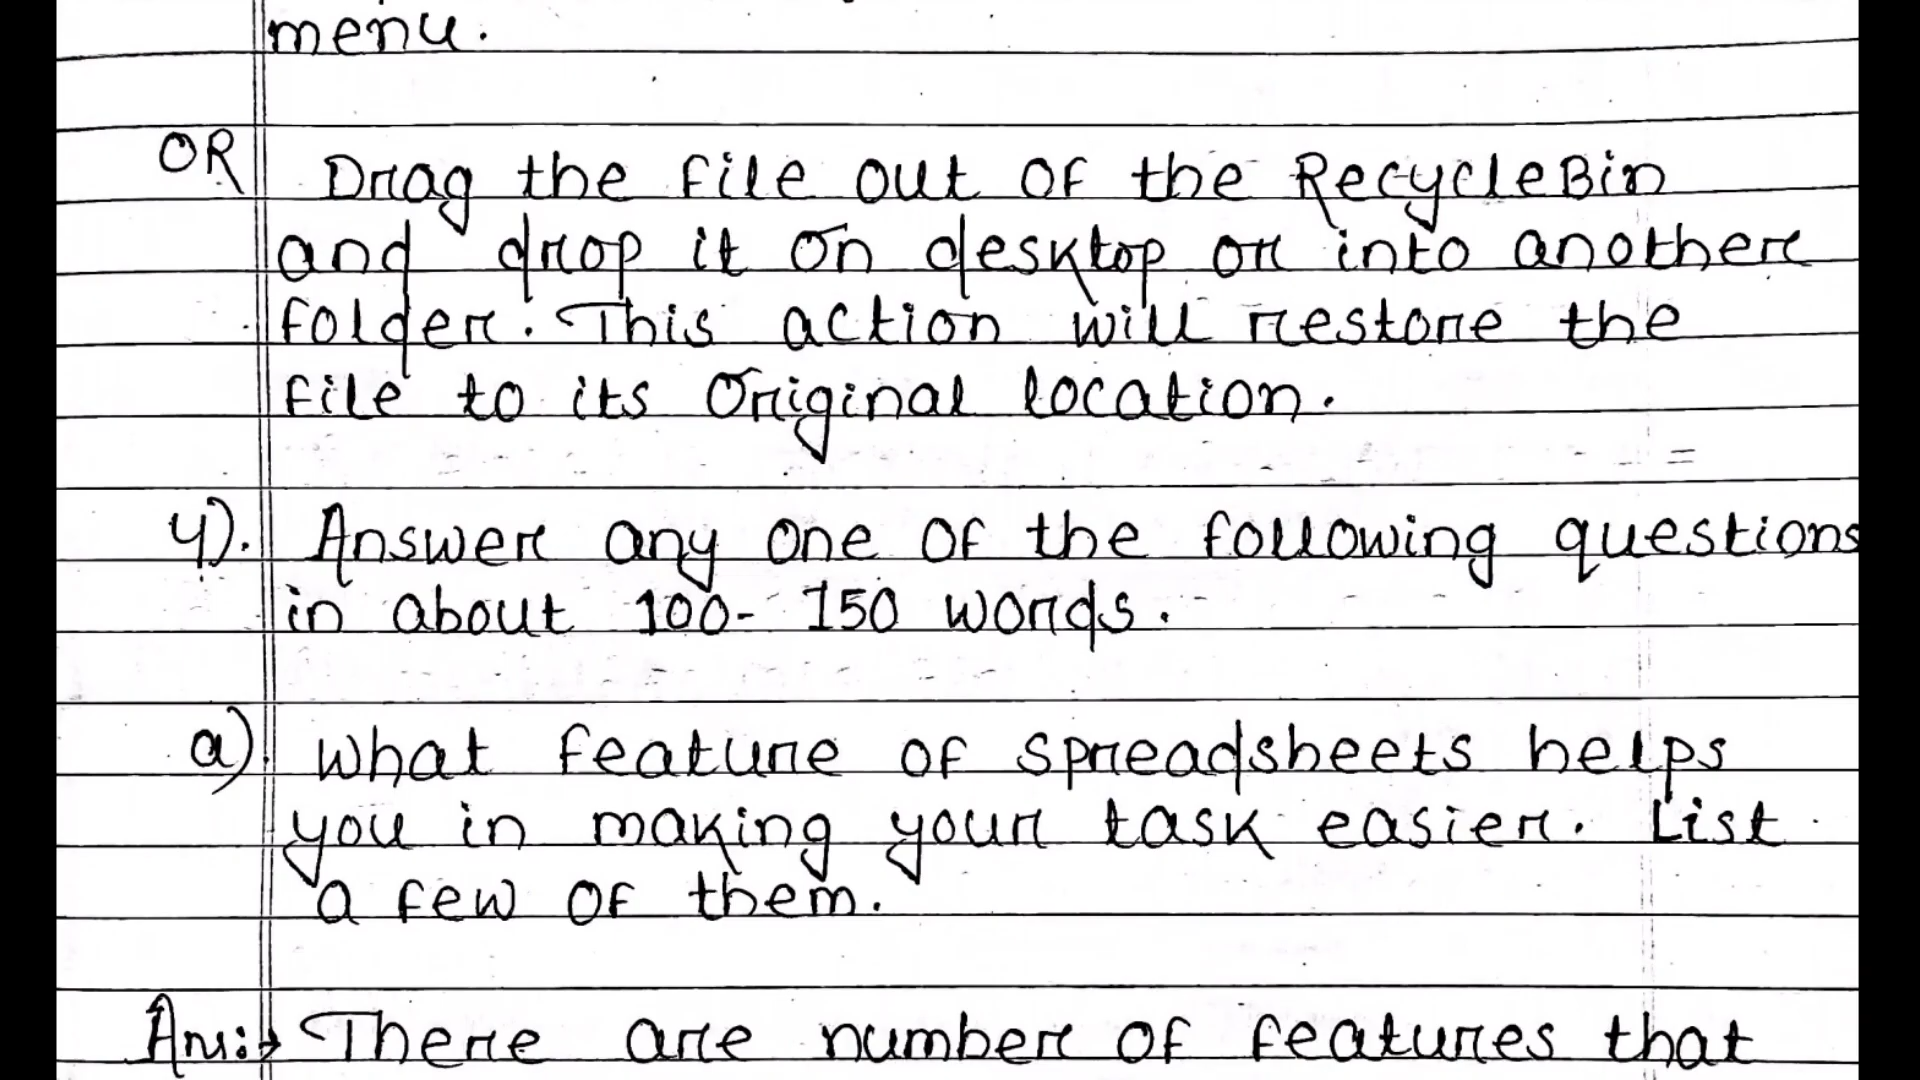 menu.
OR Drag the file out of the RecycleBin
and drop it on desktop or into another
folder. This action will restore the
file to its Original location.
4). Answer any one of the following questions
in about 100-150 words.
a) What feature of spreadsheets helps
you in making your task easier. List
a few of them.
Ans:→ There are number of features that